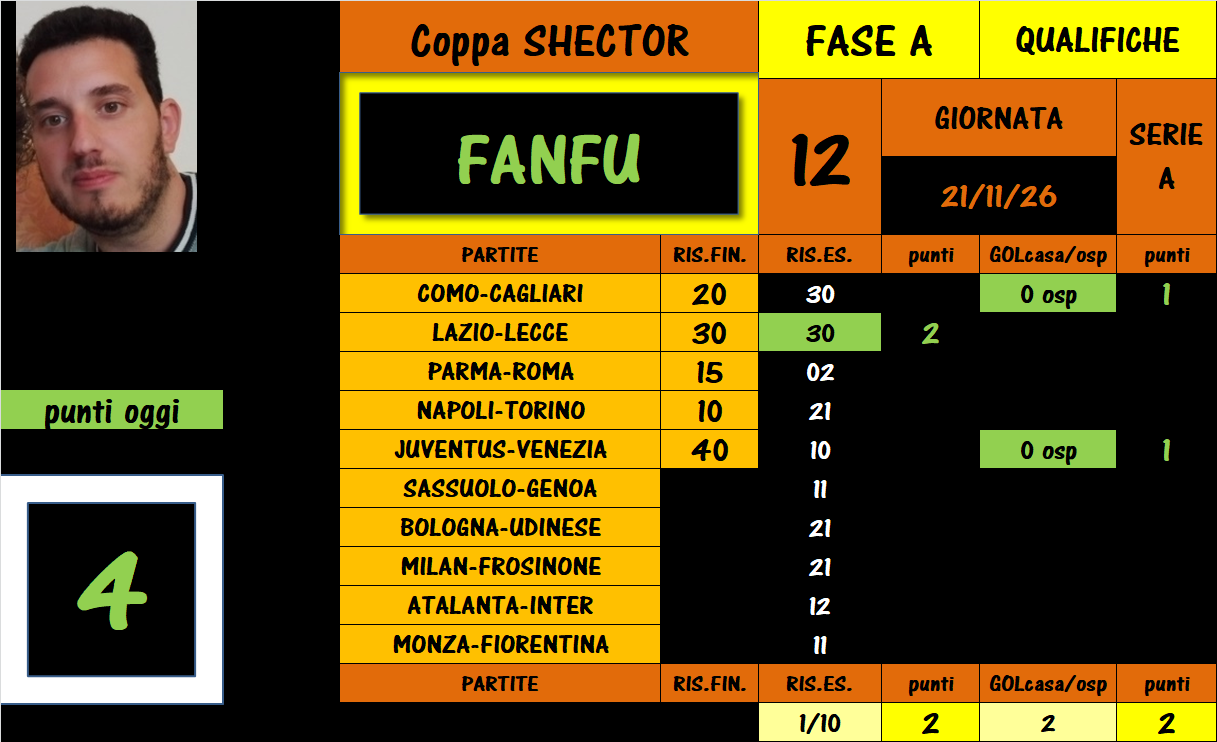 Coppa SHECTOR FASE A QUALIFICHE
FANFU 12 GIORNATA SERIE A
21/11/26
PARTITE RIS.FIN. RIS.ES. punti GOLcasa/osp punti
COMO-CAGLIARI 20 30 0 osp 1
LAZIO-LECCE 30 30 2
PARMA-ROMA 15 02
NAPOLI-TORINO 10 21
JUVENTUS-VENEZIA 40 10 0 osp 1
SASSUOLO-GENOA 11
BOLOGNA-UDINESE 21
MILAN-FROSINONE 21
ATALANTA-INTER 12
MONZA-FIORENTINA 11
PARTITE RIS.FIN. RIS.ES. punti GOLcasa/osp punti
1/10 2 2 2
punti oggi
4